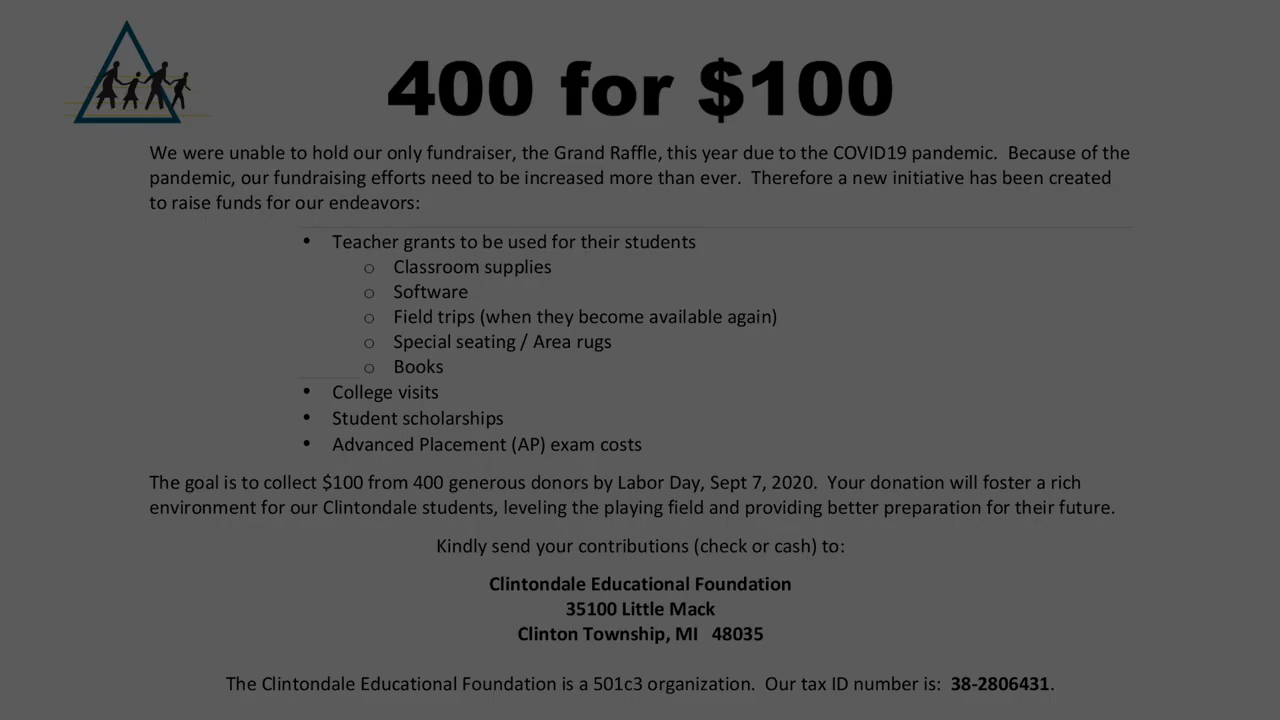 400 for $100
We were unable to hold our only fundraiser, the Grand Raffle, this year due to the COVID19 pandemic.  Because of the
pandemic, our fundraising efforts need to be increased more than ever.  Therefore a new initiative has been created
to raise funds for our endeavors:
• Teacher grants to be used for their students
o Classroom supplies
o Software
o Field trips (when they become available again)
o Special seating / Area rugs
o Books
• College visits
• Student scholarships
• Advanced Placement (AP) exam costs
The goal is to collect $100 from 400 generous donors by Labor Day, Sept 7, 2020.  Your donation will foster a rich
environment for our Clintondale students, leveling the playing field and providing better preparation for their future.
Kindly send your contributions (check or cash) to:
Clintondale Educational Foundation
35100 Little Mack
Clinton Township, MI   48035
The Clintondale Educational Foundation is a 501c3 organization.  Our tax ID number is:  38-2806431.